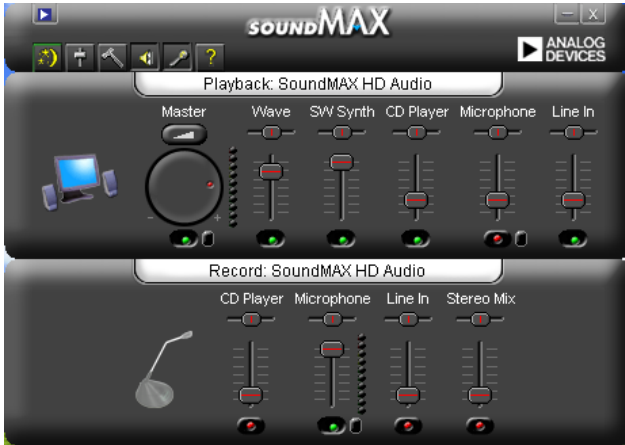 SOUNDMAX
ANALOG
DEVICES
?
Playback: SoundMAX HD Audio
Master Wave SW Synth CD Player Microphone Line In
- +
Record: SoundMAX HD Audio
CD Player Microphone Line In Stereo Mix